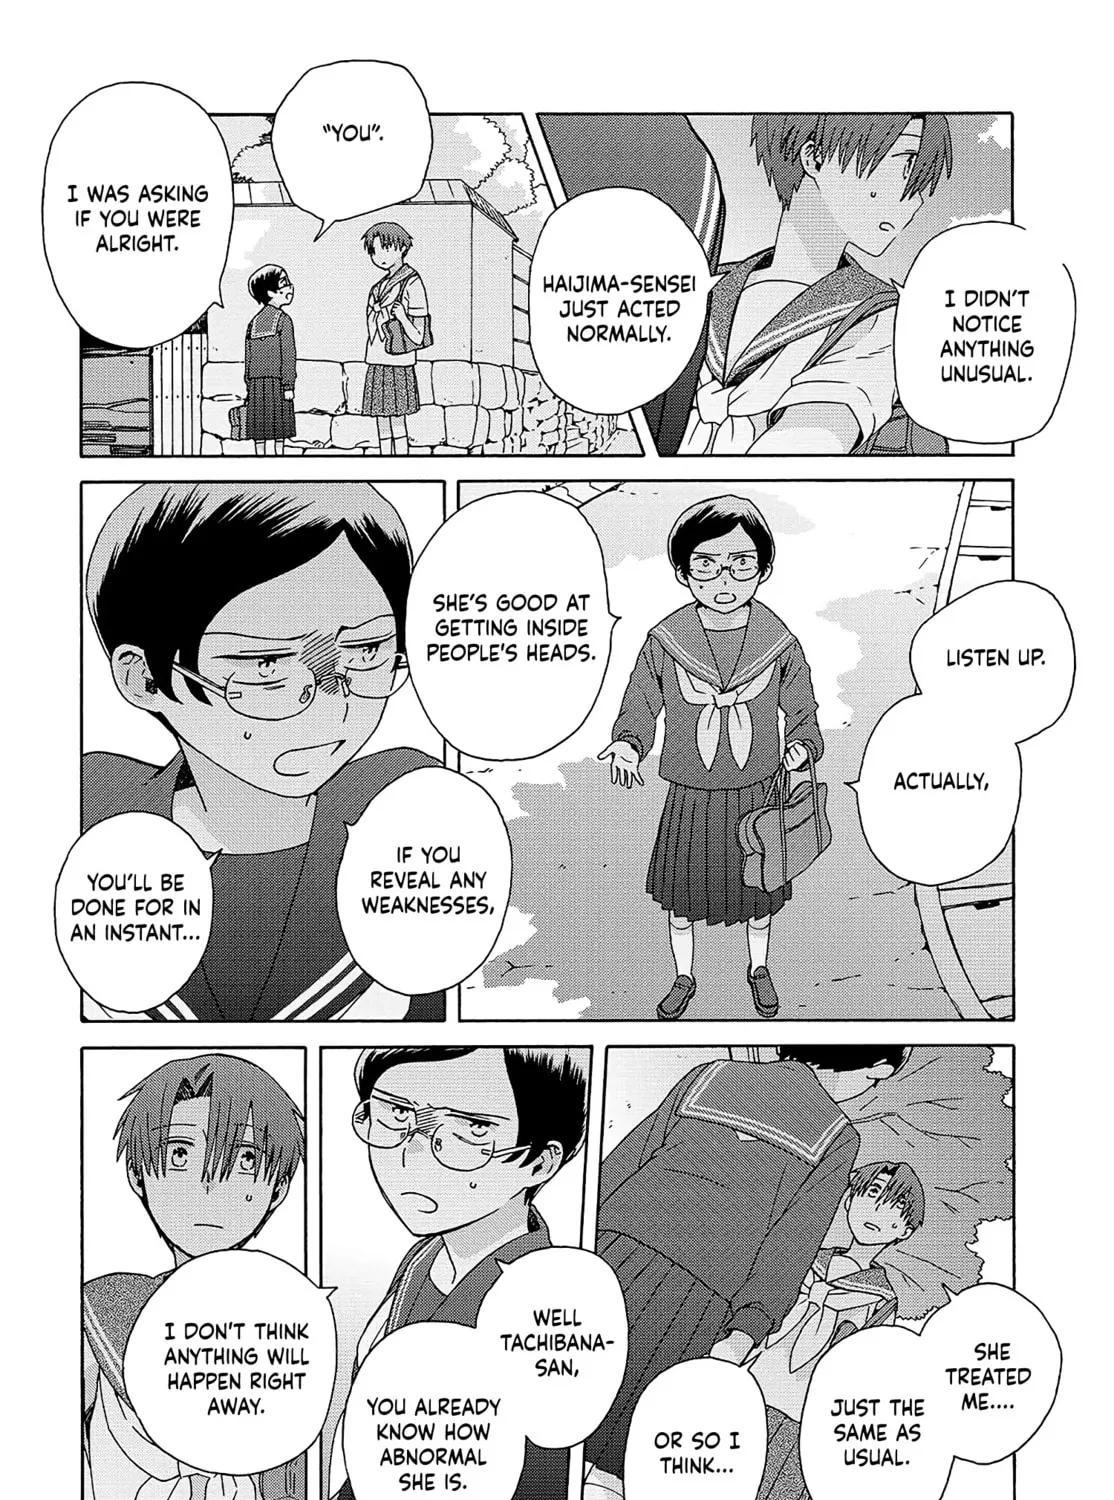 I DIDN'T
NOTICE
ANYTHING
UNUSUAL.
HAIJIMA-SENSEI
JUST ACTED
NORMALLY.
"YOU".
I WAS ASKING
IF YOU WERE
ALRIGHT.
LISTEN UP.
ACTUALLY,
SHE'S GOOD AT
GETTING INSIDE
PEOPLE'S HEADS.
IF YOU
REVEAL ANY
WEAKNESSES,
YOU'LL BE
DONE FOR IN
AN INSTANT...
SHE
TREATED
ME....
JUST THE
SAME AS
USUAL.
OR SO I
THINK...
WELL
TACHIBANA-
SAN,
YOU ALREADY
KNOW HOW
ABNORMAL
SHE IS.
I DON'T THINK
ANYTHING WILL
HAPPEN RIGHT
AWAY.